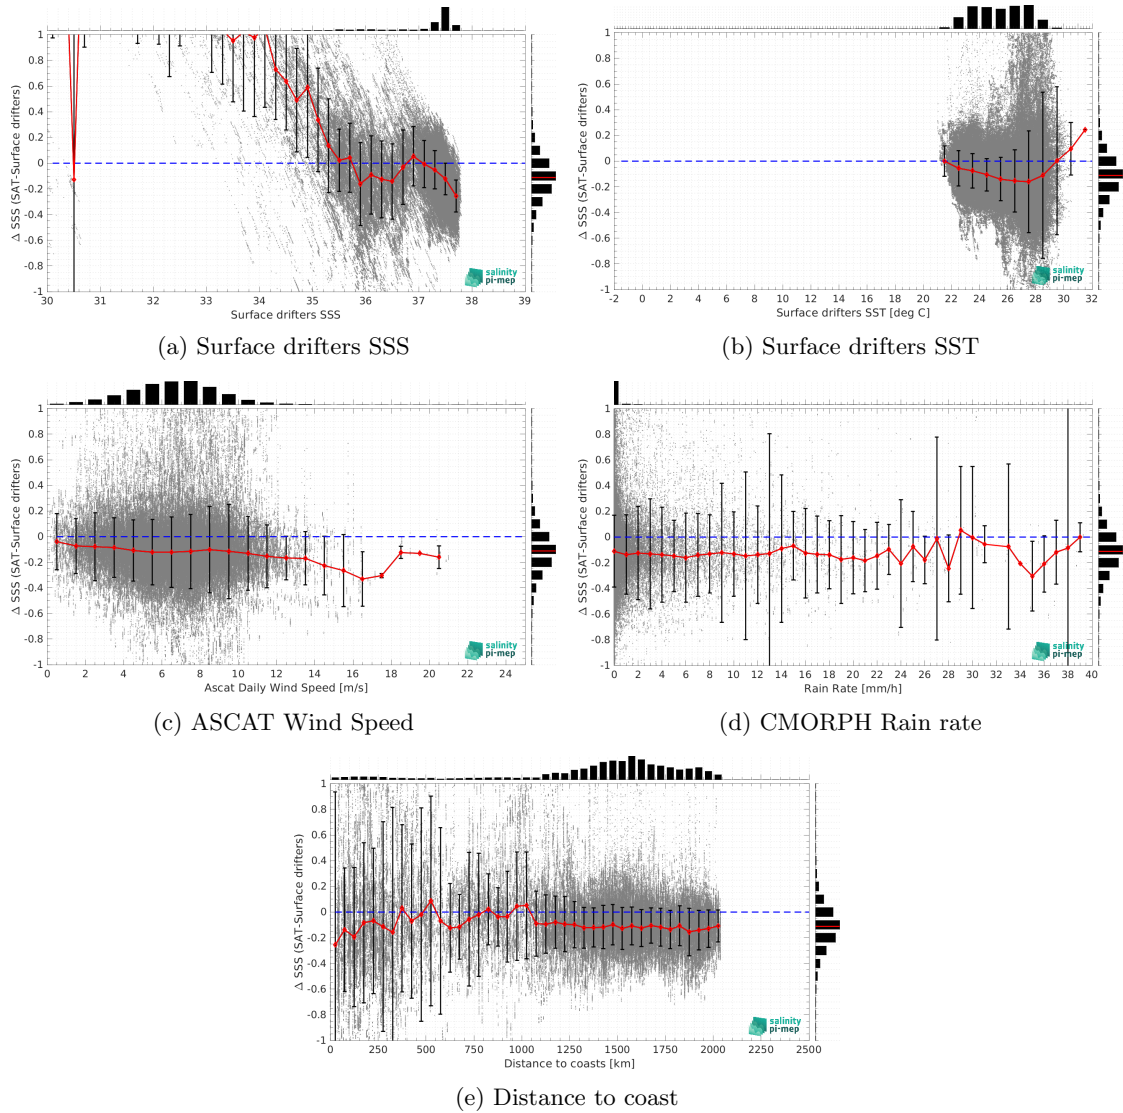 1
0.8
0.6
0.4
0.2
0
-0.2
-0.4
-0.6
-0.8
-1
Δ SSS (SAT-Surface drifters)
30 31 32 33 34 35 36 37 38 39
Surface drifters SSS
salinity
pi-mep
(a) Surface drifters SSS
1
0.8
0.6
0.4
0.2
0
-0.2
-0.4
-0.6
-0.8
-1
Δ SSS (SAT-Surface drifters)
-2 0 2 4 6 8 10 12 14 16 18 20 22 24 26 28 30 32
Surface drifters SST [deg C]
salinity
pi-mep
(b) Surface drifters SST
1
0.8
0.6
0.4
0.2
0
-0.2
-0.4
-0.6
-0.8
-1
Δ SSS (SAT-Surface drifters)
0 2 4 6 8 10 12 14 16 18 20 22 24
Ascat Daily Wind Speed [m/s]
salinity
pi-mep
(c) ASCAT Wind Speed
1
0.8
0.6
0.4
0.2
0
-0.2
-0.4
-0.6
-0.8
-1
Δ SSS (SAT-Surface drifters)
0 2 4 6 8 10 12 14 16 18 20 22 24 26 28 30 32 34 36 38 40
Rain Rate [mm/h]
salinity
pi-mep
(d) CMORPH Rain rate
1
0.8
0.6
0.4
0.2
0
-0.2
-0.4
-0.6
-0.8
-1
Δ SSS (SAT-Surface drifters)
0 250 500 750 1000 1250 1500 1750 2000 2250 2500
Distance to coasts [km]
salinity
pi-mep
(e) Distance to coast